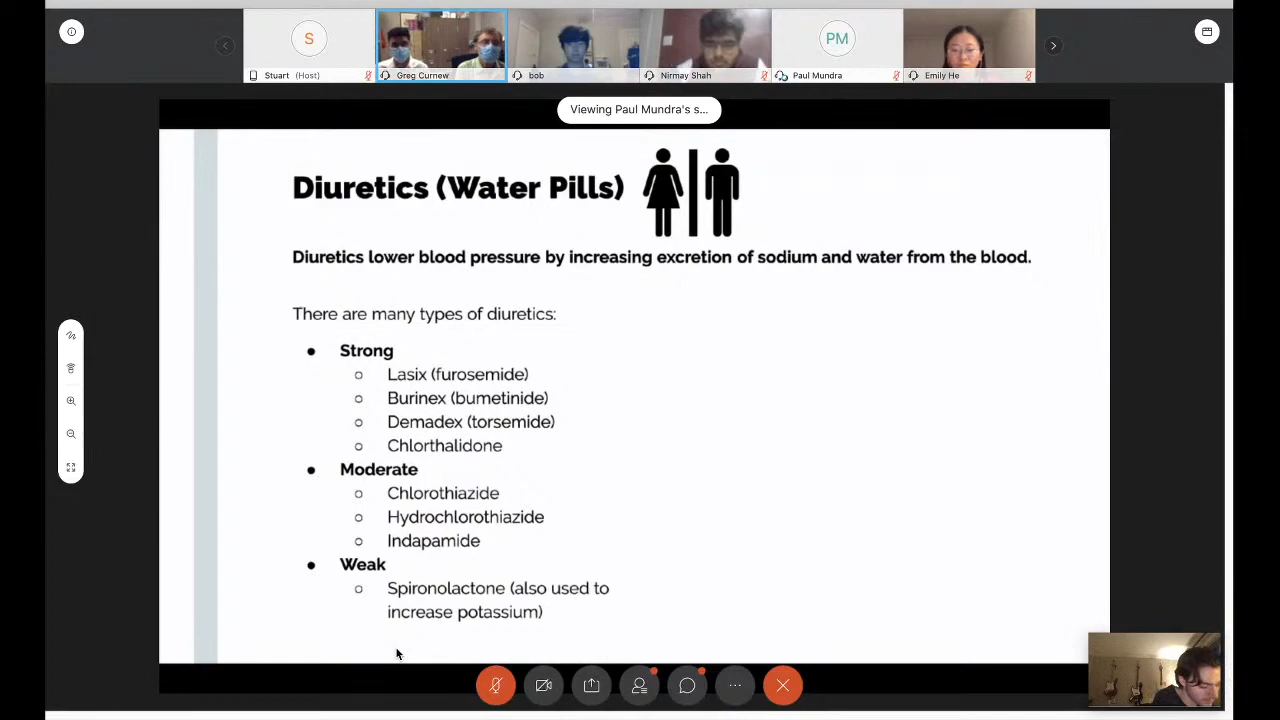 S
PM
Stuart (Host)
Greg Curnew
bob
Nirmay Shah
Paul Mundra
Emily He
Viewing Paul Mundra's s...
Diuretics (Water Pills)
Diuretics lower blood pressure by increasing excretion of sodium and water from the blood.
There are many types of diuretics:
● Strong
○ Lasix (furosemide)
○ Burinex (bumetinide)
○ Demadex (torsemide)
○ Chlorthalidone
● Moderate
○ Chlorothiazide
○ Hydrochlorothiazide
○ Indapamide
● Weak
○ Spironolactone (also used to
increase potassium)